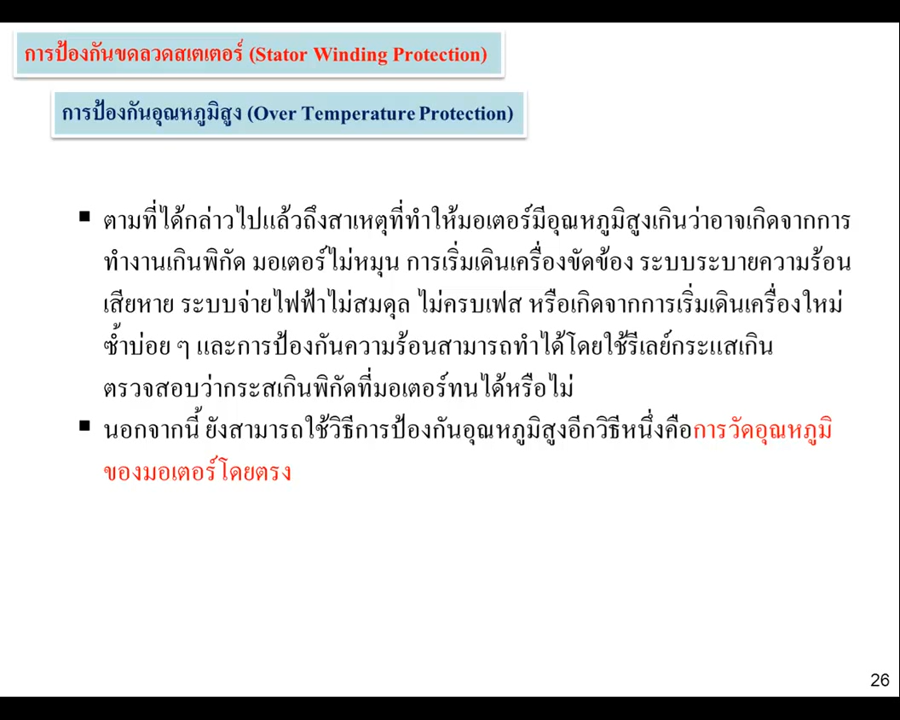 การป้องกันขดลวดสเตเตอร์ (Stator Winding Protection)
การป้องกันอุณหภูมิสูง (Over Temperature Protection)
▪ ตามที่ได้กล่าวไปแล้วถึงสาเหตุที่ทำให้มอเตอร์มีอุณหภูมิสูงเกินว่าอาจเกิดจากการ
ทำงานเกินพิกัด มอเตอร์ไม่หมุน การเริ่มเดินเครื่องขัดข้อง ระบบระบายความร้อน
เสียหาย ระบบจ่ายไฟฟ้าไม่สมดุล ไม่ครบเฟส หรือเกิดจากการเริ่มเดินเครื่องใหม่
ซ้ำบ่อย ๆ และการป้องกันความร้อนสามารถทำได้โดยใช้รีเลย์กระแสเกิน
ตรวจสอบว่ากระสเกินพิกัดที่มอเตอร์ทนได้หรือไม่
▪ นอกจากนี้ ยังสามารถใช้วิธีการป้องกันอุณหภูมิสูงอีกวิธีหนึ่งคือการวัดอุณหภูมิ
ของมอเตอร์โดยตรง
26